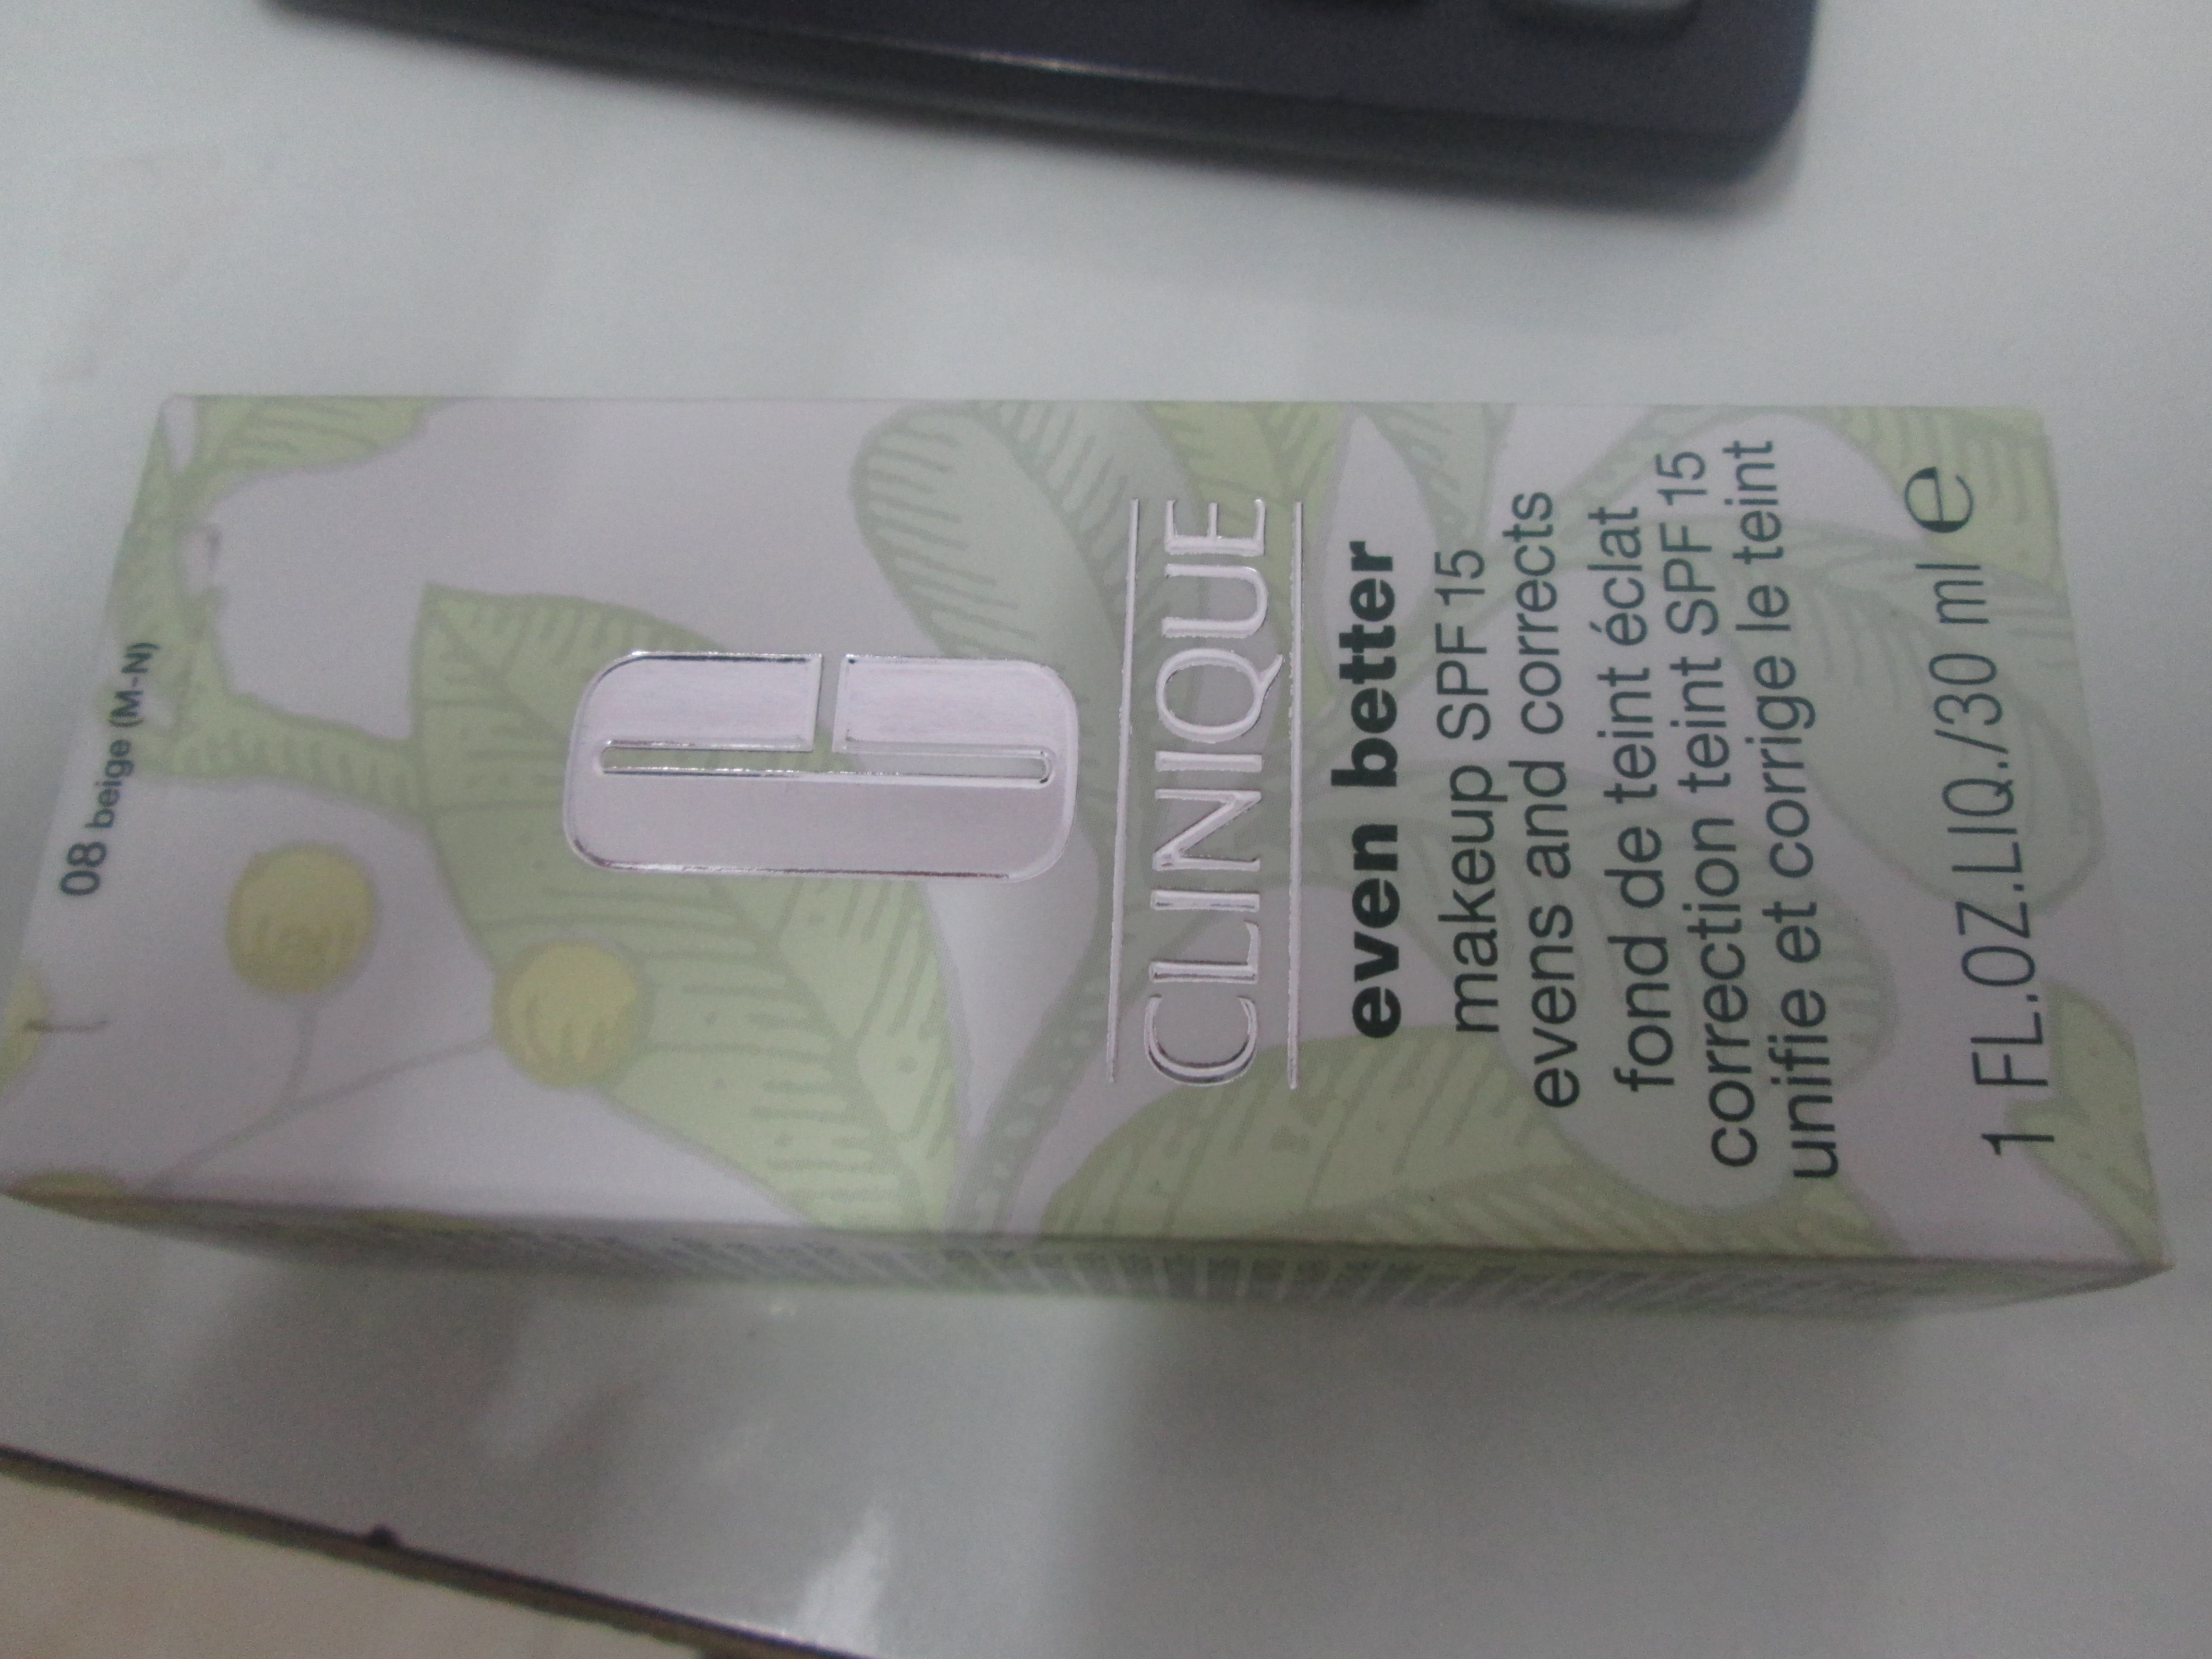 08 beige (M-N)
CLINIQUE
even better
makeup SPF 15
evens and corrects
fond de teint éclat
correction teint SPF 15
unifie et corrige le teint
1 FL.OZ.LIQ./30 ml e